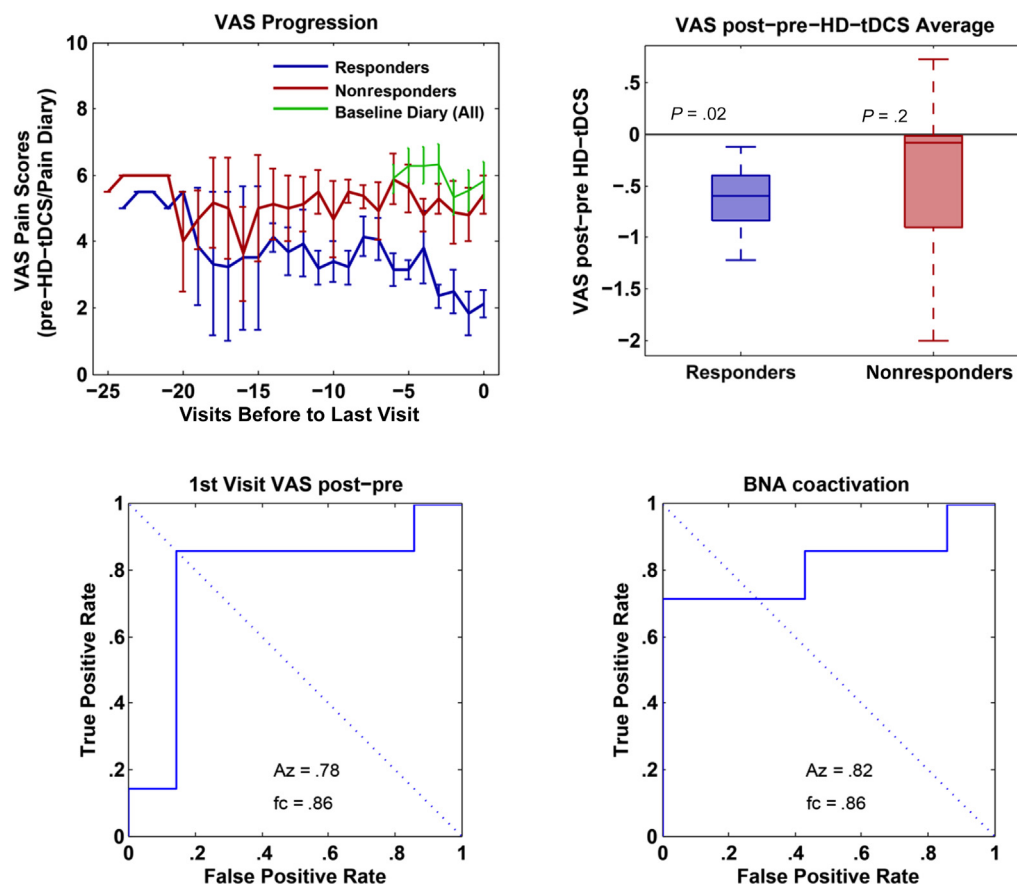 VAS Progression
10
8
6
4
2
0
−25
−20
−15
−10
−5
0
VAS Pain Scores
(pre−HD−tDCS/Pain Diary)
Visits Before to Last Visit
Responders
Nonresponders
Baseline Diary (All)
VAS post−pre−HD−tDCS Average
.5
0
−.5
−1
−1.5
−2
VAS post−pre HD−tDCS
P = .02
P = .2
Responders
Nonresponders
1st Visit VAS post−pre
1
.8
.6
.4
.2
0
True Positive Rate
Az = .78
fc = .86
0
.2
.4
.6
.8
1
False Positive Rate
BNA coactivation
1
.8
.6
.4
.2
0
True Positive Rate
Az = .82
fc = .86
0
.2
.4
.6
.8
1
False Positive Rate